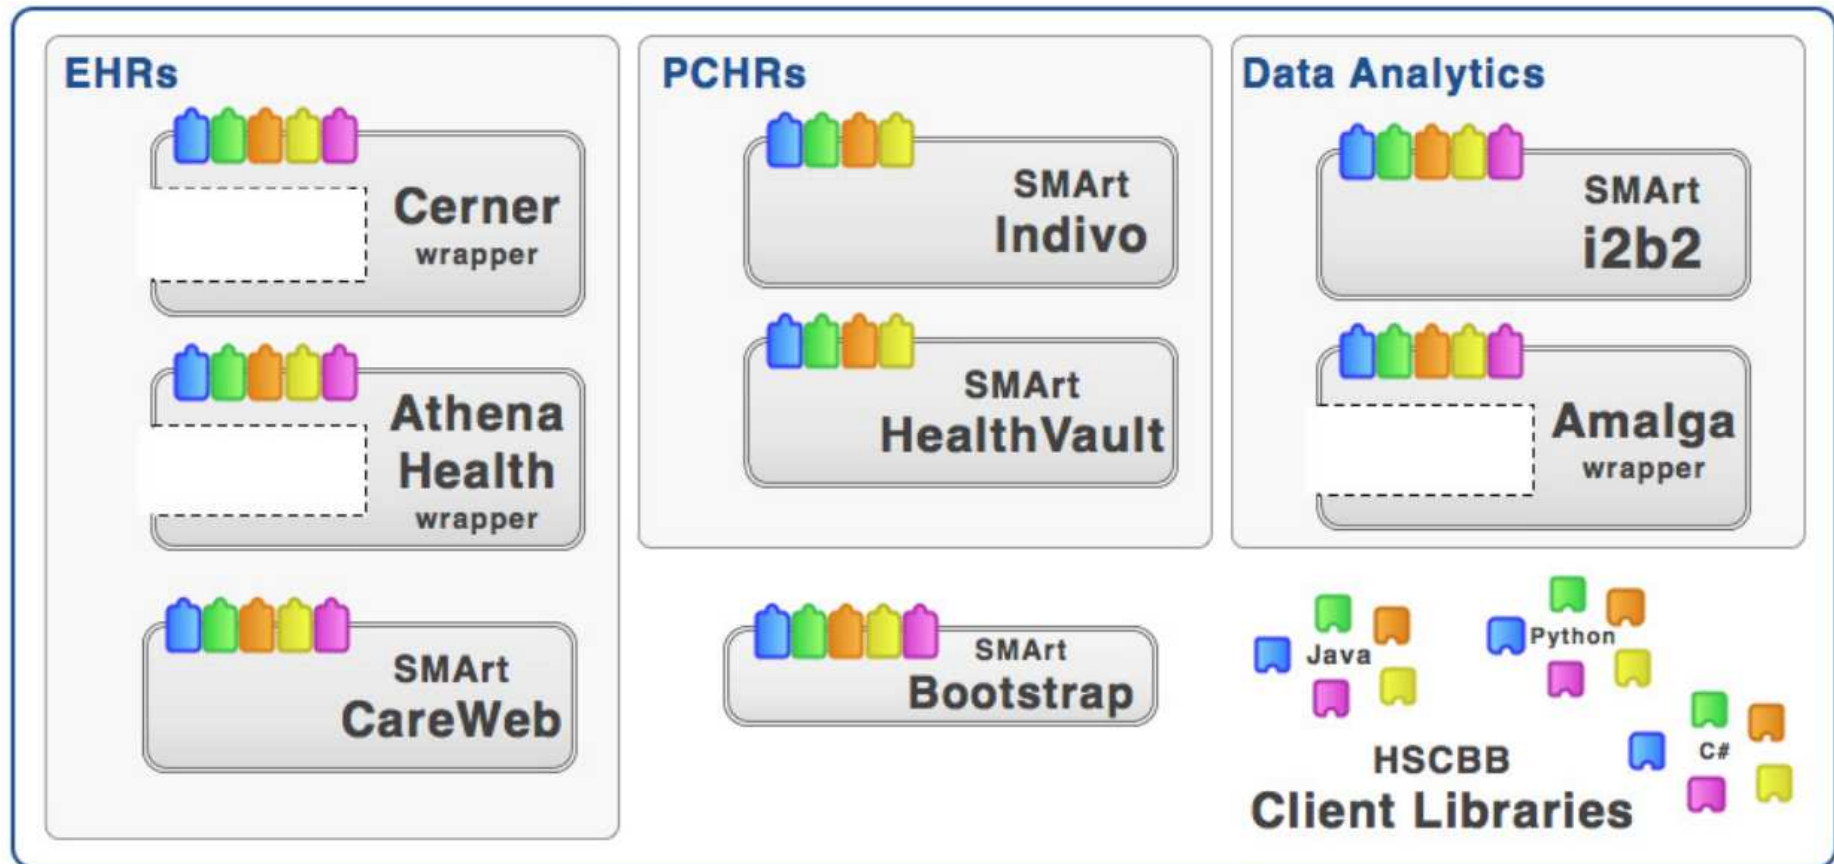 EHRs
Cerner
wrapper
Athena
Health
wrapper
SMArt
CareWeb
PCHRs
SMArt
Indivo
SMArt
HealthVault
Data Analytics
SMArt
i2b2
Amalga
wrapper
SMArt
Bootstrap
Java
Python
C#
HSCBB
Client Libraries